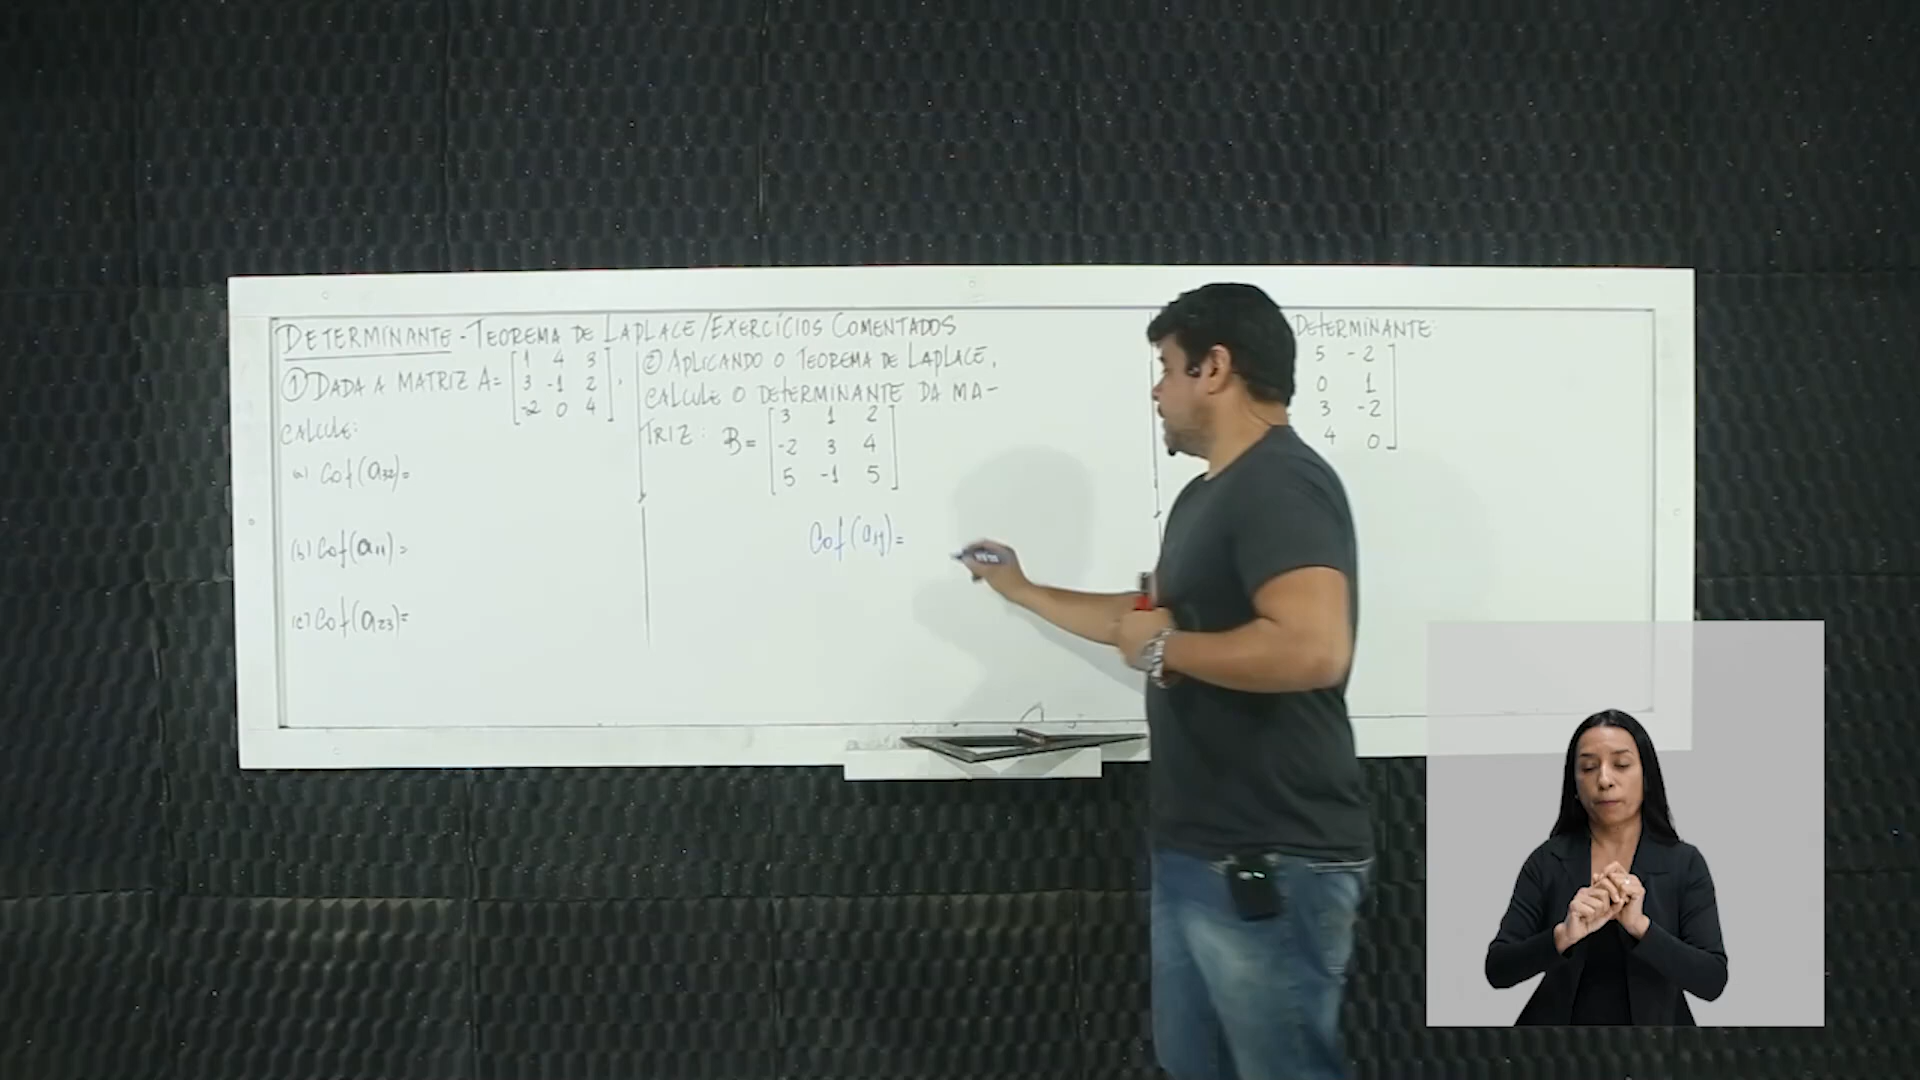 DETERMINANTE - TEOREMA DE LAPLACE/EXERCÍCIOS COMENTADOS
① DADA A MATRIZ A= [1 4 3
3 -1 2
-2 0 4],
CALCULE:
(a) Cof(a32)=
(b) Cof(a11)=
(c) Cof(a23)=
② APLICANDO O TEOREMA DE LAPLACE,
CALCULE O DETERMINANTE DA MA-
TRIZ: B= [3 1 2
-2 3 4
5 -1 5]
Cof(aij)=
DETERMINANTE:
5 -2
0 1
3 -2
4 0]